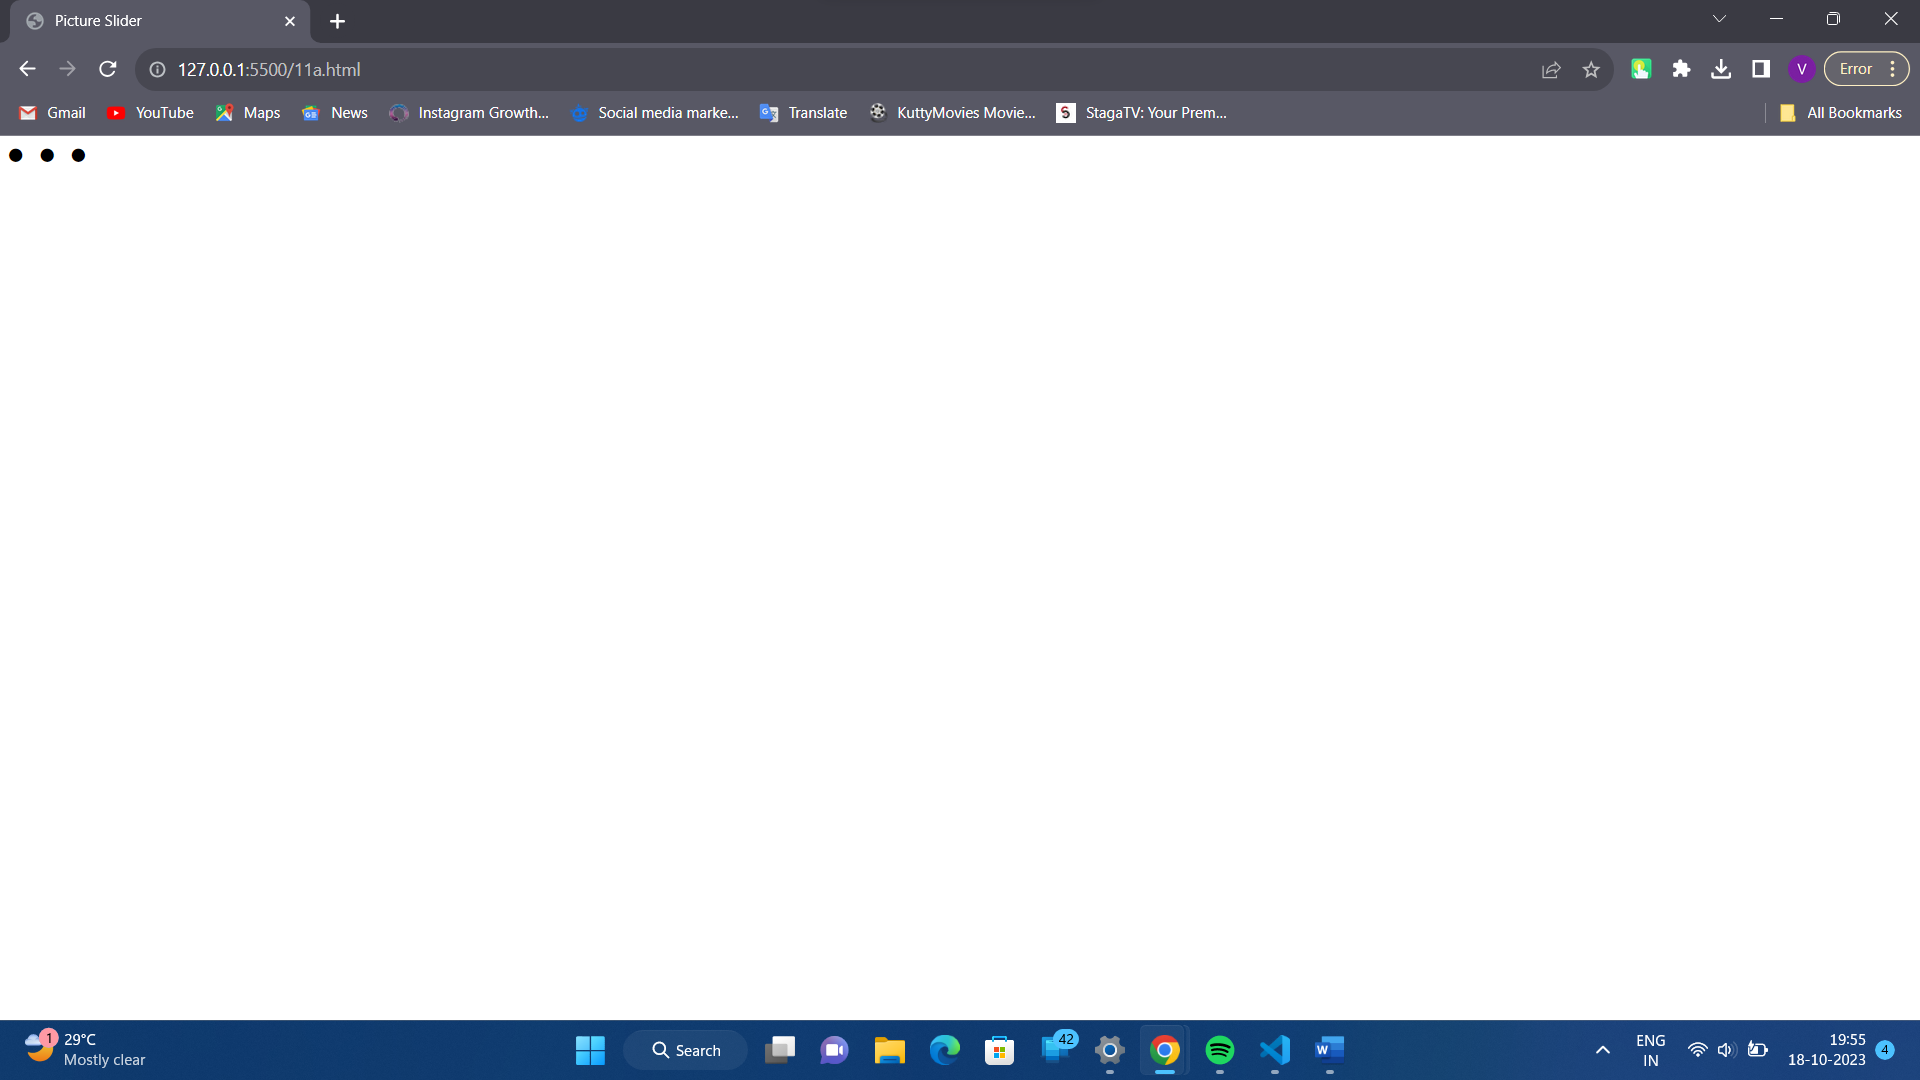 Picture Slider
127.0.0.1:5500/11a.html
V
Error
Gmail
YouTube
Maps
News
Instagram Growth...
Social media marke...
Translate
KuttyMovies Movie...
StagaTV: Your Prem...
All Bookmarks
1
29°C
Mostly clear
Search
42
ENG
IN
19:55
18-10-2023
4